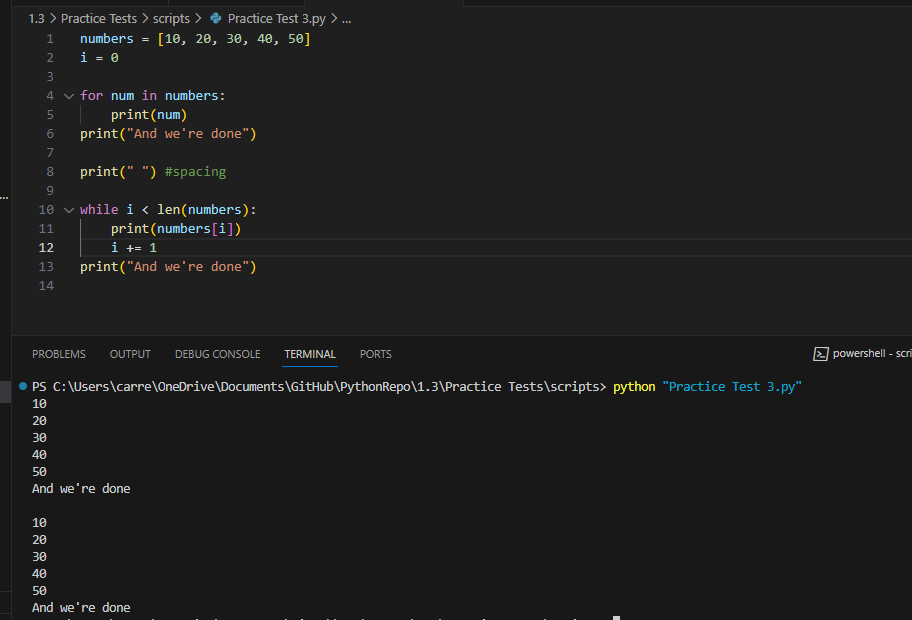 1.3 > Practice Tests > scripts > Practice Test 3.py > ...
1 numbers = [10, 20, 30, 40, 50]
2 i = 0
3
4 for num in numbers:
5     print(num)
6 print("And we're done")
7
8 print(" ") #spacing
9
10 while i < len(numbers):
11     print(numbers[i])
12     i += 1
13 print("And we're done")
14
PROBLEMS OUTPUT DEBUG CONSOLE TERMINAL PORTS powershell - scri
PS C:\Users\carre\OneDrive\Documents\GitHub\PythonRepo\1.3\Practice Tests\scripts> python "Practice Test 3.py"
10
20
30
40
50
And we're done

10
20
30
40
50
And we're done